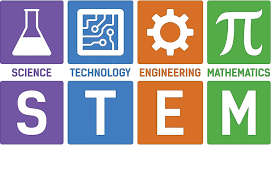 π
SCIENCE TECHNOLOGY ENGINEERING MATHEMATICS
S T E M